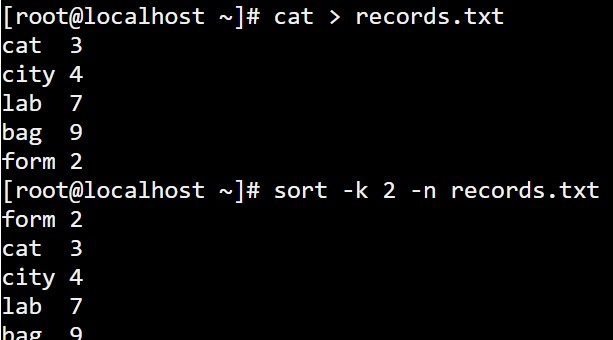 [root@localhost ~]# cat > records.txt
cat  3
city 4
lab  7
bag  9
form 2
[root@localhost ~]# sort -k 2 -n records.txt
form 2
cat  3
city 4
lab  7
bag  9